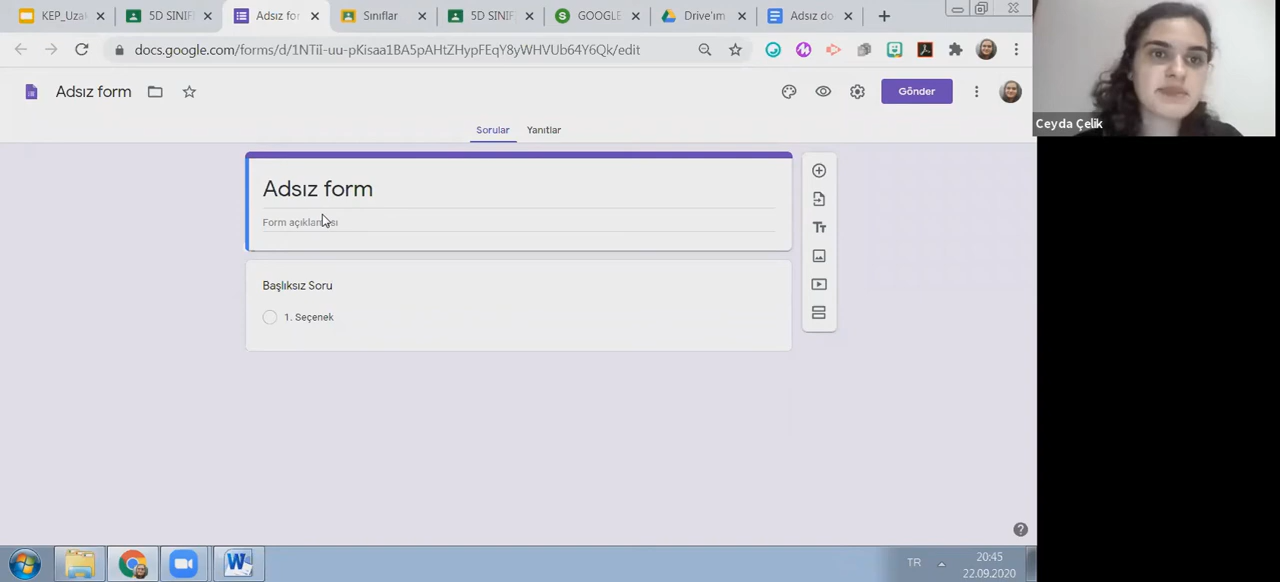 KEP_Uzak
5D SINIF
Adsız for
Sınıflar
5D SINIF
GOOGLE
Drive'ım
Adsız do
docs.google.com/forms/d/1NTiI-uu-pKisaa1BA5pAHtZHypFEqY8yWHVUb64Y6Qk/edit
Adsız form
Gönder
Ceyda Çelik
Sorular
Yanıtlar
Adsız form
Form açıklaması
Başlıksız Soru
1. Seçenek
TR
20:45
22.09.2020